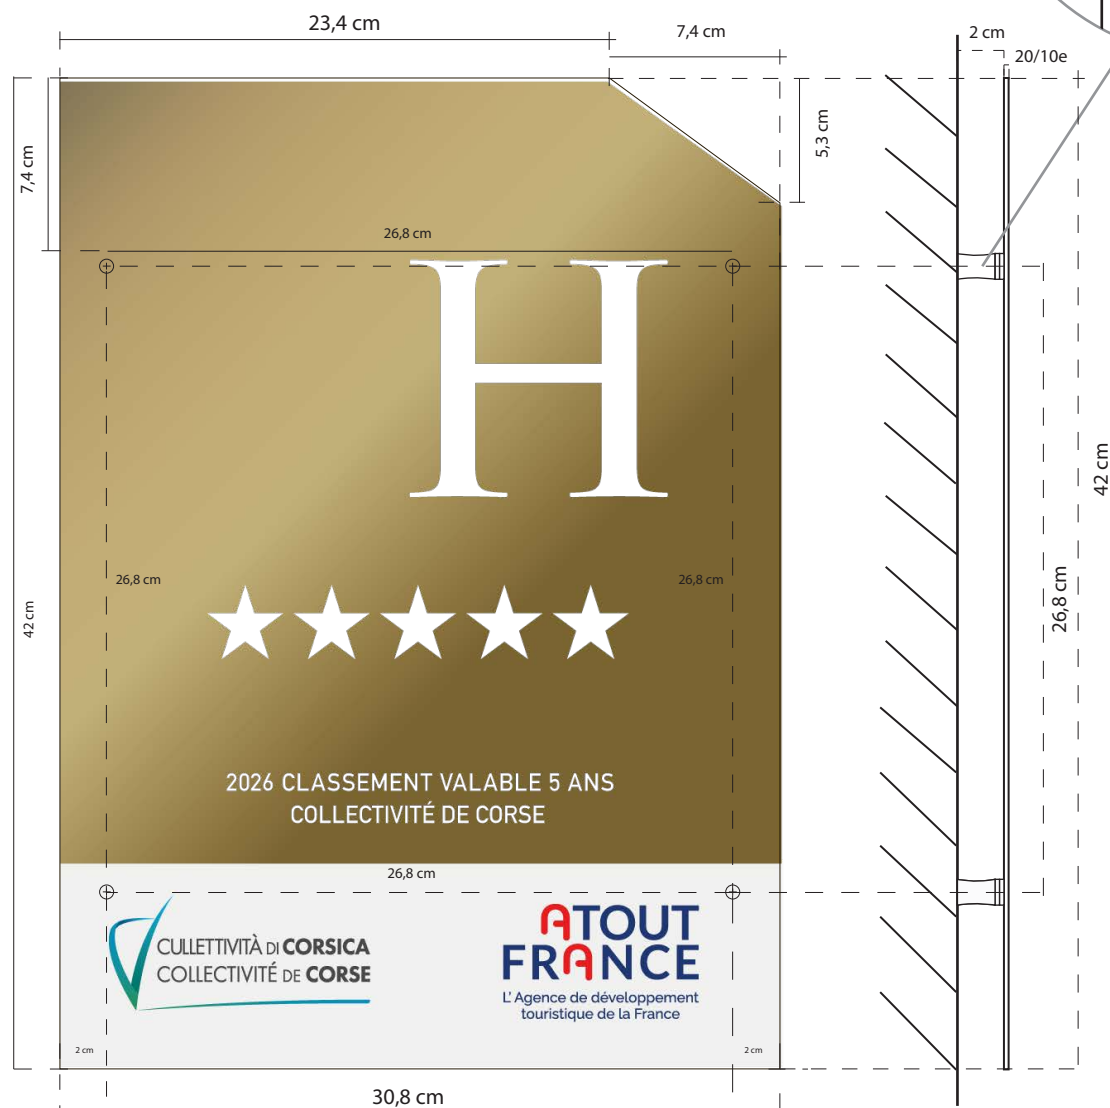 23,4 cm
7,4 cm
2 cm
20/10e
5,3 cm
7,4 cm
26,8 cm
H
42 cm
26,8 cm
26,8 cm
26,8 cm
42 cm
2026 CLASSEMENT VALABLE 5 ANS
COLLECTIVITÉ DE CORSE
26,8 cm
CULLETTIVITÀ DI CORSICA
COLLECTIVITÉ DE CORSE
ATOUT
FRANCE
L'Agence de développement
touristique de la France
2 cm
2 cm
30,8 cm